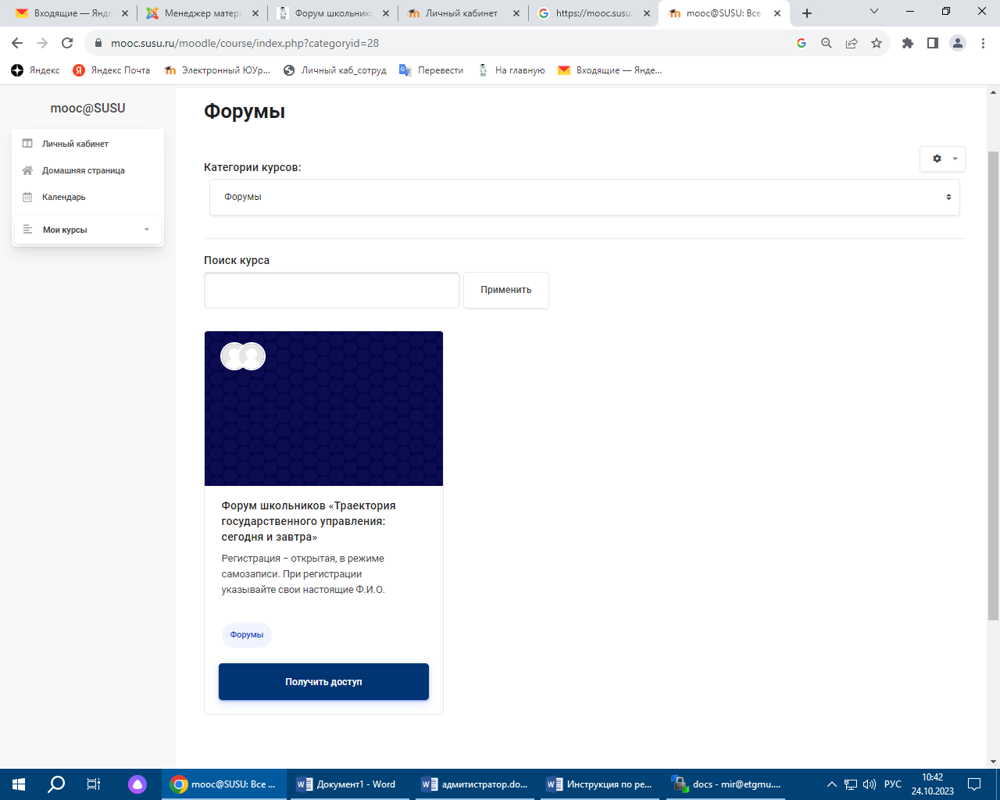 Входящие — Янде
Менеджер матери
Форум школьнико
Личный кабинет
https://mooc.susu.
mooc@SUSU: Все
mooc.susu.ru/moodle/course/index.php?categoryid=28
Яндекс
Яндекс Почта
Электронный ЮУр...
Личный каб_сотруд
Перевести
На главную
Входящие — Янде...
mooc@SUSU
Личный кабинет
Домашняя страница
Календарь
Мои курсы
Форумы
Категории курсов:
Форумы
Поиск курса
Применить
Форум школьников «Траектория
государственного управления:
сегодня и завтра»
Регистрация – открытая, в режиме
самозаписи. При регистрации
указывайте свои настоящие Ф.И.О.
Форумы
Получить доступ
mooc@SUSU: Все ...
Документ1 - Word
адмитистратор.do...
Инструкция по ре...
docs - mir@etgmu....
РУС
10:42
24.10.2023